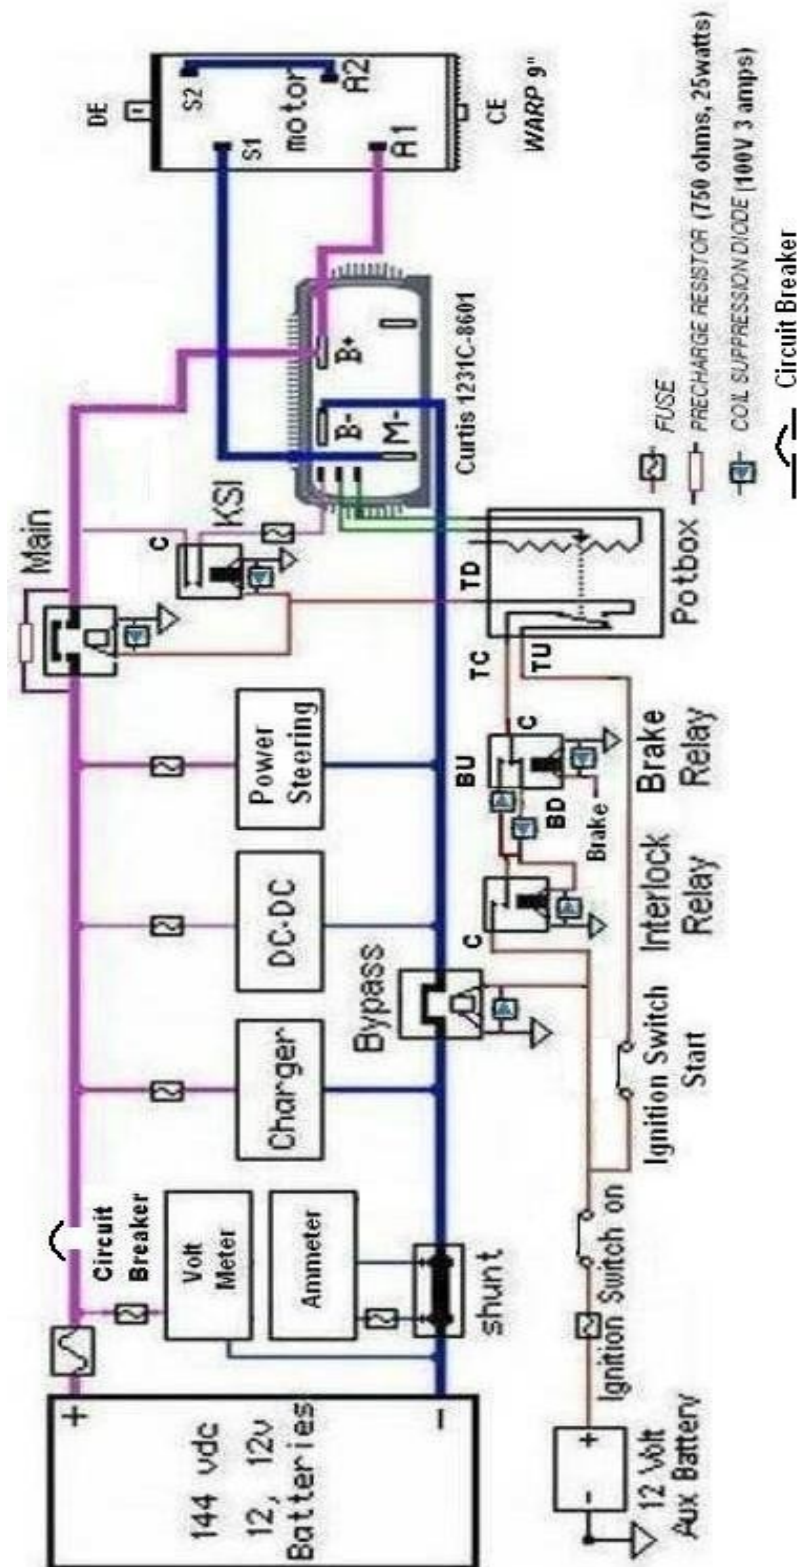 144 vdc
12, 12v
Batteries
+
−
Circuit
Breaker
Volt
Meter
Ammeter
shunt
Charger
DC-DC
Power
Steering
Bypass
Main
C
KSI
B-
B+
M-
Curtis 1231C-8601
DE
S2
S1
motor
A2
A1
CE
WARP 9"
12 Volt
Aux Battery
-
+
Ignition Switch on
Ignition Switch
Start
Interlock
Relay
C
Brake
Relay
BU
BD
C
Brake
TC
TU
TD
Potbox
FUSE
PRECHARGE RESISTOR (750 ohms, 25watts)
COIL SUPPRESSION DIODE (100V 3 amps)
Circuit Breaker